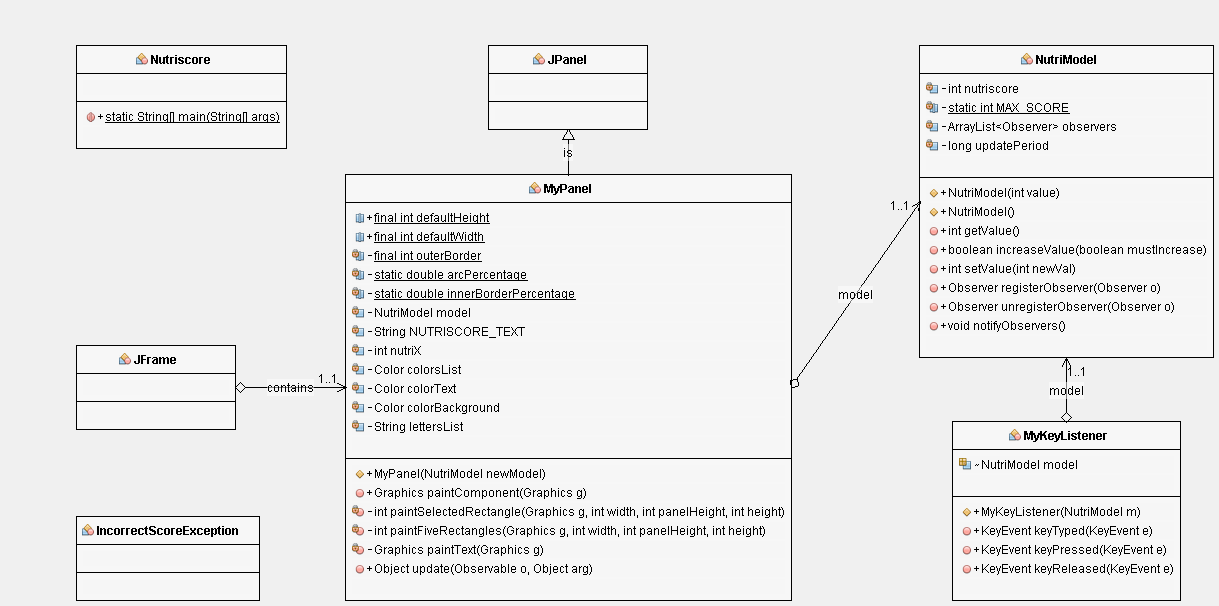 Nutriscore
+static String[] main(String[] args)
JPanel
is
MyPanel
+final int defaultHeight
+final int defaultWidth
-final int outerBorder
-static double arcPercentage
-static double innerBorderPercentage
-NutriModel model
-String NUTRISCORE_TEXT
-int nutriX
-Color colorsList
-Color colorText
-Color colorBackground
-String lettersList
+MyPanel(NutriModel newModel)
+Graphics paintComponent(Graphics g)
-int paintSelectedRectangle(Graphics g, int width, int panelHeight, int height)
-int paintFiveRectangles(Graphics g, int width, int panelHeight, int height)
-Graphics paintText(Graphics g)
+Object update(Observable o, Object arg)
JFrame
contains
1..1
IncorrectScoreException
model
1..1
NutriModel
-int nutriscore
-static int MAX_SCORE
-ArrayList<Observer> observers
-long updatePeriod
+NutriModel(int value)
+NutriModel()
+int getValue()
+boolean increaseValue(boolean mustIncrease)
+int setValue(int newVal)
+Observer registerObserver(Observer o)
+Observer unregisterObserver(Observer o)
+void notifyObservers()
1..1
model
MyKeyListener
~NutriModel model
+MyKeyListener(NutriModel m)
+KeyEvent keyTyped(KeyEvent e)
+KeyEvent keyPressed(KeyEvent e)
+KeyEvent keyReleased(KeyEvent e)